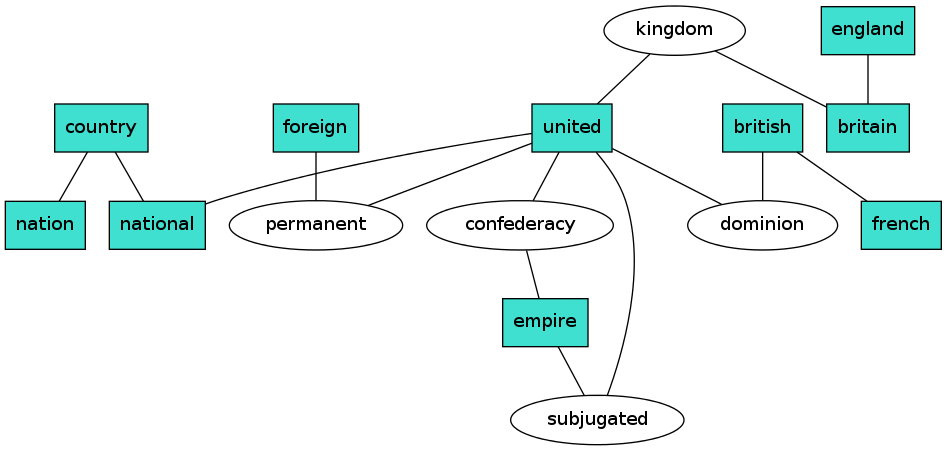 kingdom
england
country
foreign
united
british
britain
nation
national
permanent
confederacy
dominion
french
empire
subjugated